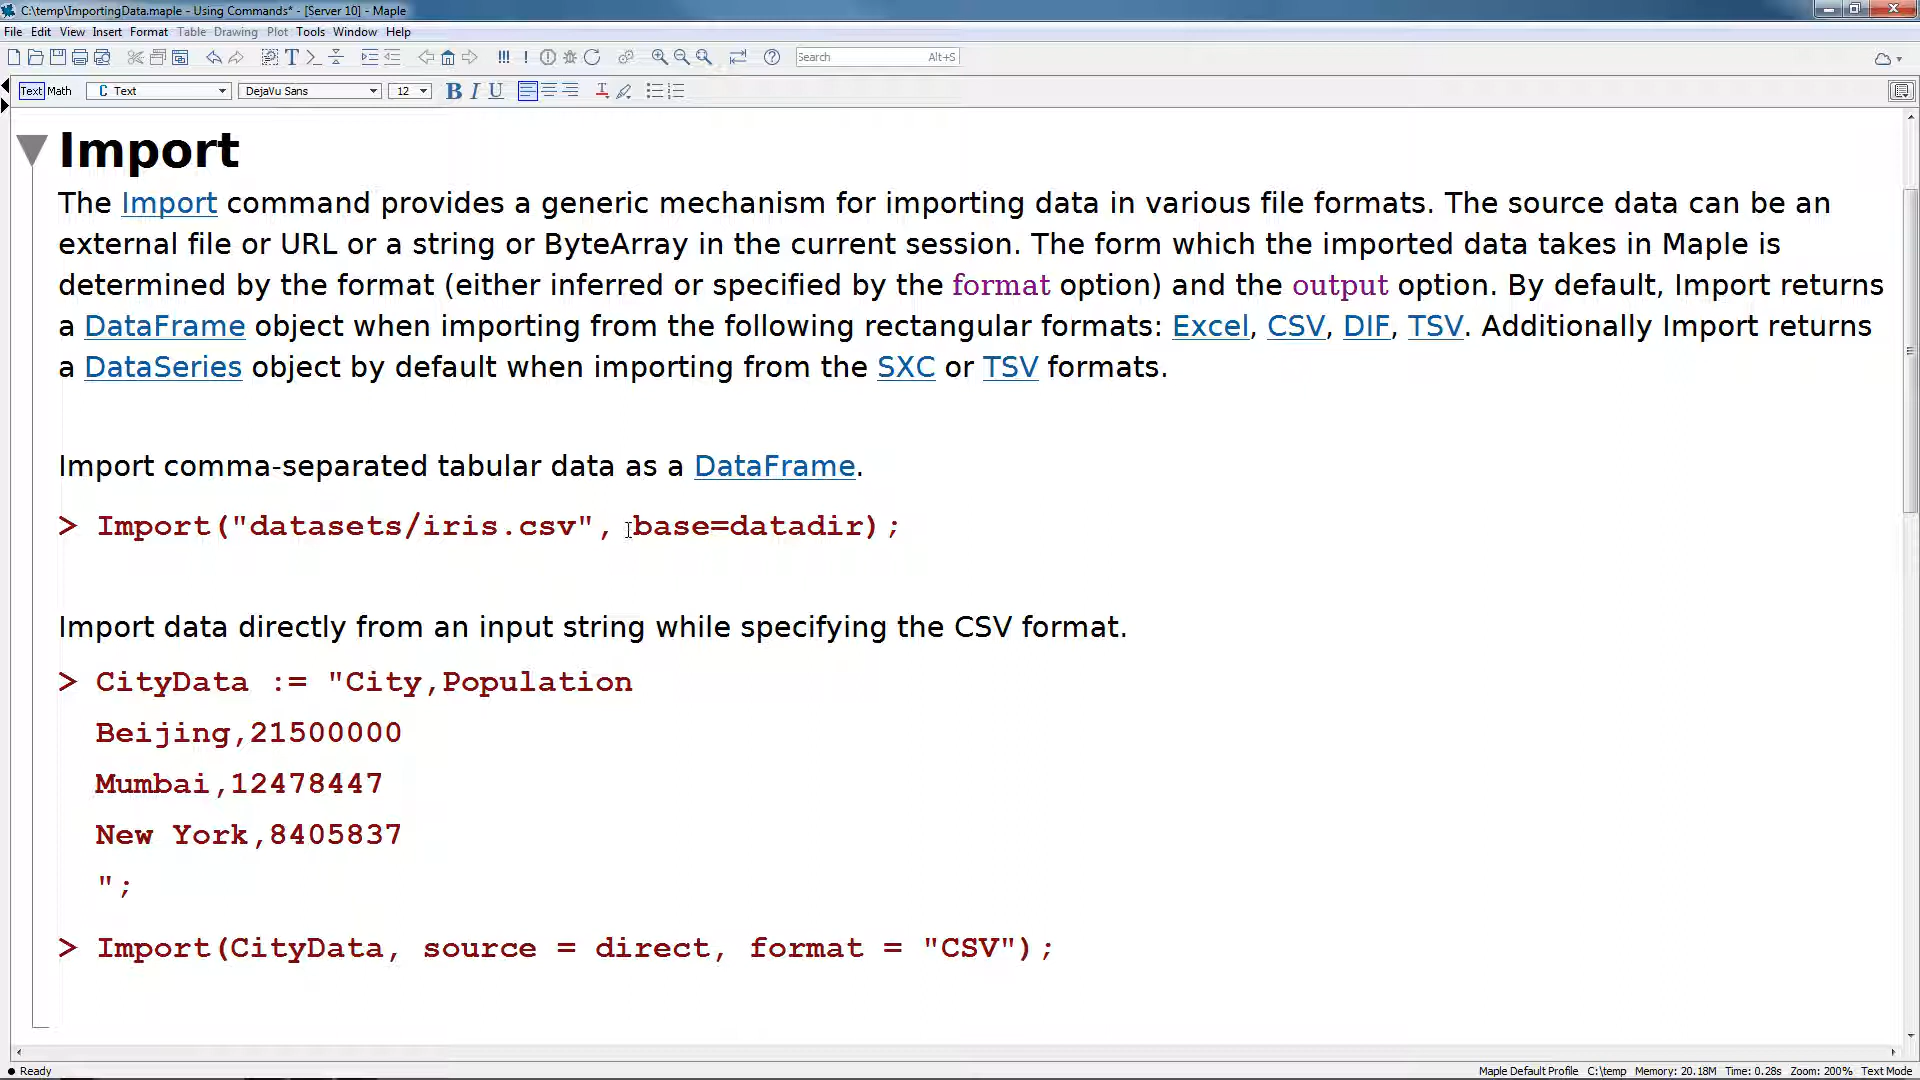 C:\temp\ImportingData.maple - Using Commands* - [Server 10] - Maple
File Edit View Insert Format Table Drawing Plot Tools Window Help
Search Alt+S
Text Math C Text DejaVu Sans 12 B I U
Import
The Import command provides a generic mechanism for importing data in various file formats. The source data can be an
external file or URL or a string or ByteArray in the current session. The form which the imported data takes in Maple is
determined by the format (either inferred or specified by the format option) and the output option. By default, Import returns
a DataFrame object when importing from the following rectangular formats: Excel, CSV, DIF, TSV. Additionally Import returns
a DataSeries object by default when importing from the SXC or TSV formats.
Import comma-separated tabular data as a DataFrame.
> Import("datasets/iris.csv", base=datadir);
Import data directly from an input string while specifying the CSV format.
> CityData := "City,Population
Beijing,21500000
Mumbai,12478447
New York,8405837
";
> Import(CityData, source = direct, format = "CSV");
Ready Maple Default Profile C:\temp Memory: 20.18M Time: 0.28s Zoom: 200% Text Mode